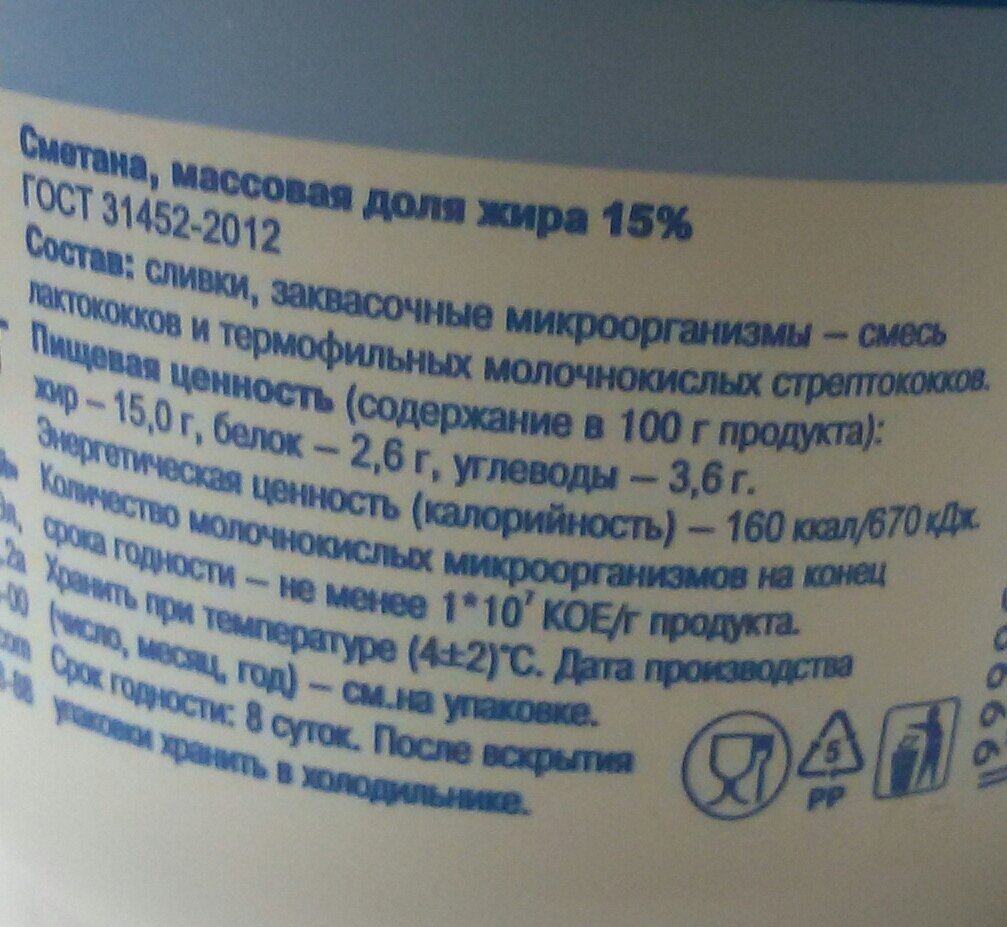 Сметана, массовая доля жира 15%
ГОСТ 31452-2012
Состав: сливки, заквасочные микроорганизмы – смесь
лактококков и термофильных молочнокислых стрептококков.
Пищевая ценность (содержание в 100 г продукта):
жир – 15,0 г, белок – 2,6 г, углеводы – 3,6 г.
Энергетическая ценность (калорийность) – 160 ккал/670 кДж.
Количество молочнокислых микроорганизмов на конец
срока годности – не менее 1*10⁷ КОЕ/г продукта.
Хранить при температуре (4±2)°С. Дата производства
(число, месяц, год) – см.на упаковке.
Срок годности: 8 суток. После вскрытия
упаковки хранить в холодильнике.
5
PP